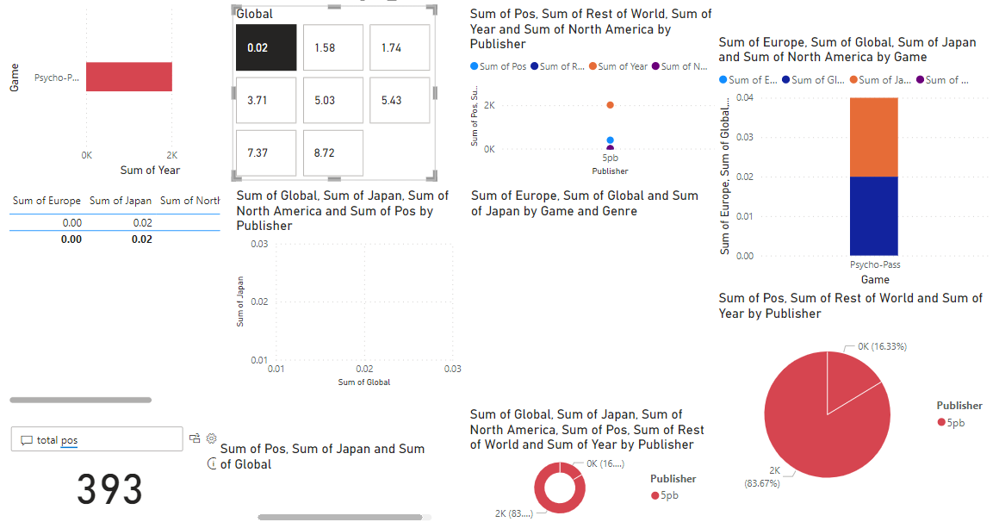 Game
Psycho-P...
0K
2K
Sum of Year
Global
0.02
1.58
1.74
3.71
5.03
5.43
7.37
8.72
Sum of Pos, Sum of Rest of World, Sum of
Year and Sum of North America by
Publisher
Sum of Pos Sum of R... Sum of Year Sum of N...
Sum of Pos, Su...
2K
0K
5pb
Publisher
Sum of Europe, Sum of Global, Sum of Japan
and Sum of North America by Game
Sum of E... Sum of Gl... Sum of Ja... Sum of ...
Sum of Europe, Sum of Global,...
0.04
0.03
0.02
0.01
0.00
Psycho-Pass
Game
Sum of Europe Sum of Japan Sum of North
0.00 0.02
0.00 0.02
Sum of Global, Sum of Japan, Sum of
North America and Sum of Pos by
Publisher
Sum of Japan
0.03
0.02
0.01
0.01 0.02 0.03
Sum of Global
Sum of Europe, Sum of Global and Sum
of Japan by Game and Genre
Sum of Pos, Sum of Rest of World and Sum of
Year by Publisher
0K (16.33%)
2K
(83.67%)
Publisher
5pb
total pos
393
Sum of Pos, Sum of Japan and Sum
of Global
Sum of Global, Sum of Japan, Sum of
North America, Sum of Pos, Sum of Rest
of World and Sum of Year by Publisher
0K (16....)
2K (83....)
Publisher
5pb